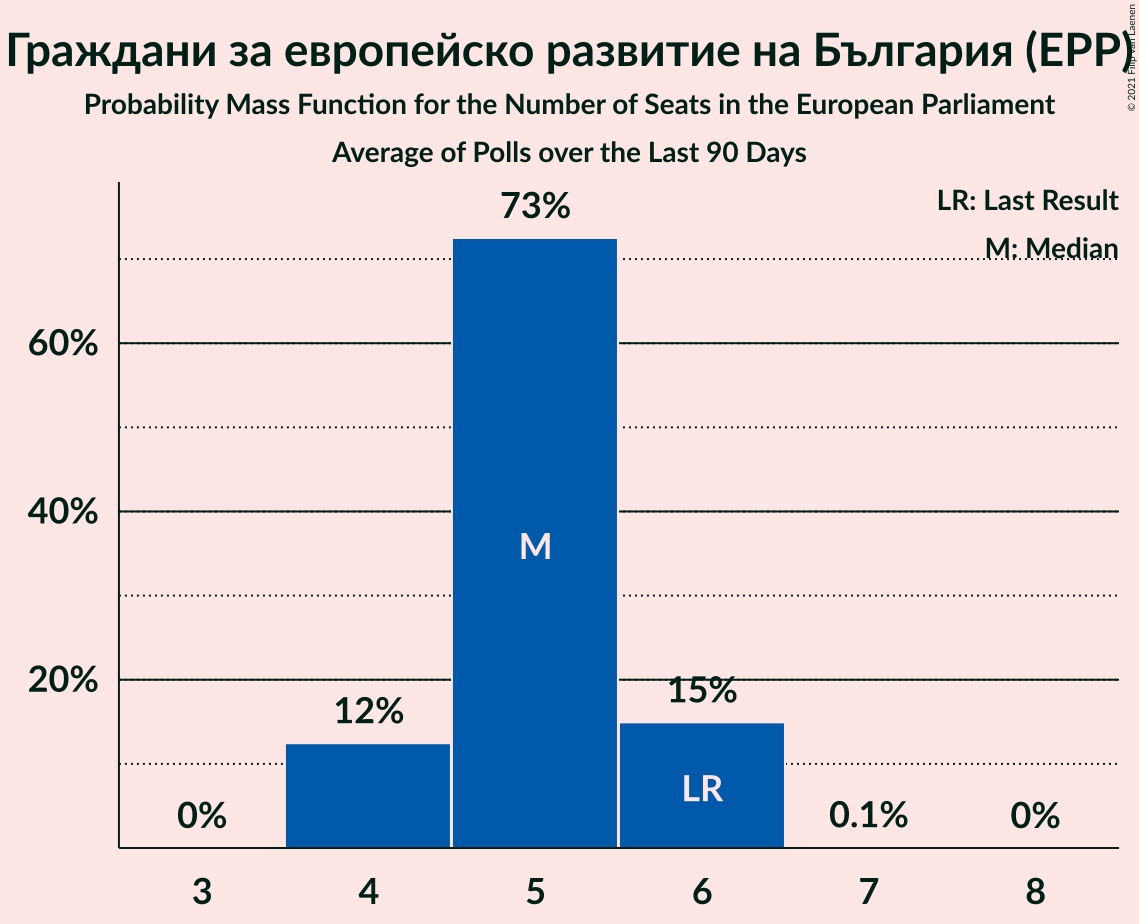 Граждани за европейско развитие на България (EPP)
© 2021 Filip van Laenen
Probability Mass Function for the Number of Seats in the European Parliament
Average of Polls over the Last 90 Days
LR: Last Result
M: Median
73%
60%
40%
20%
0%
12%
M
15%
LR
0.1%
0%
3 4 5 6 7 8